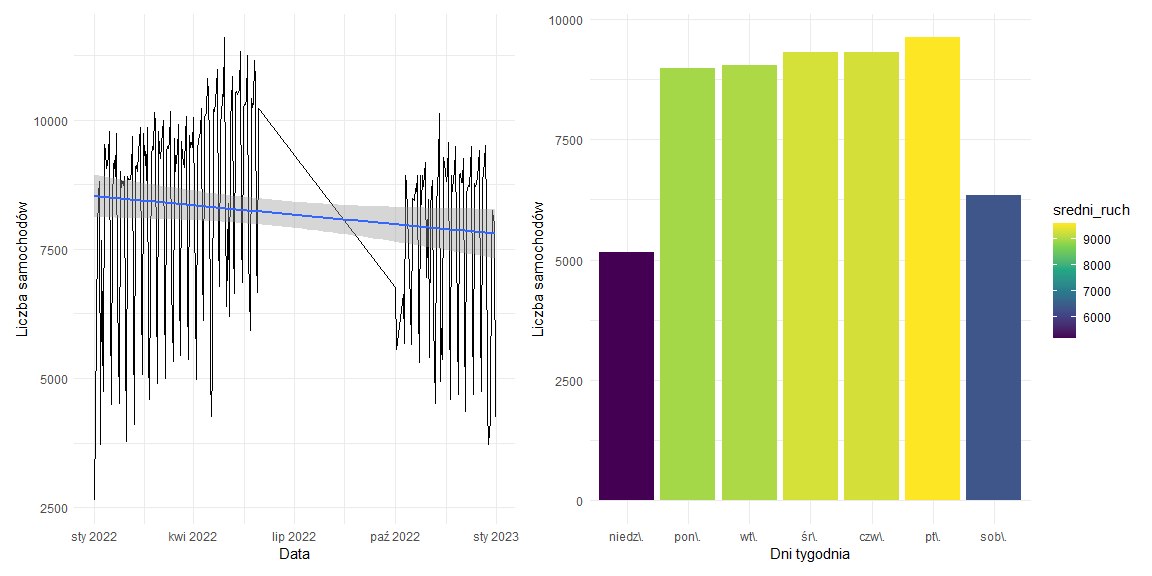 Liczba samochodów
10000
7500
5000
2500
sty 2022
kwi 2022
lip 2022
paź 2022
sty 2023
Data
Liczba samochodów
10000
7500
5000
2500
0
niedz\.
pon\.
wt\.
śr\.
czw\.
pt\.
sob\.
Dni tygodnia
sredni_ruch
9000
8000
7000
6000